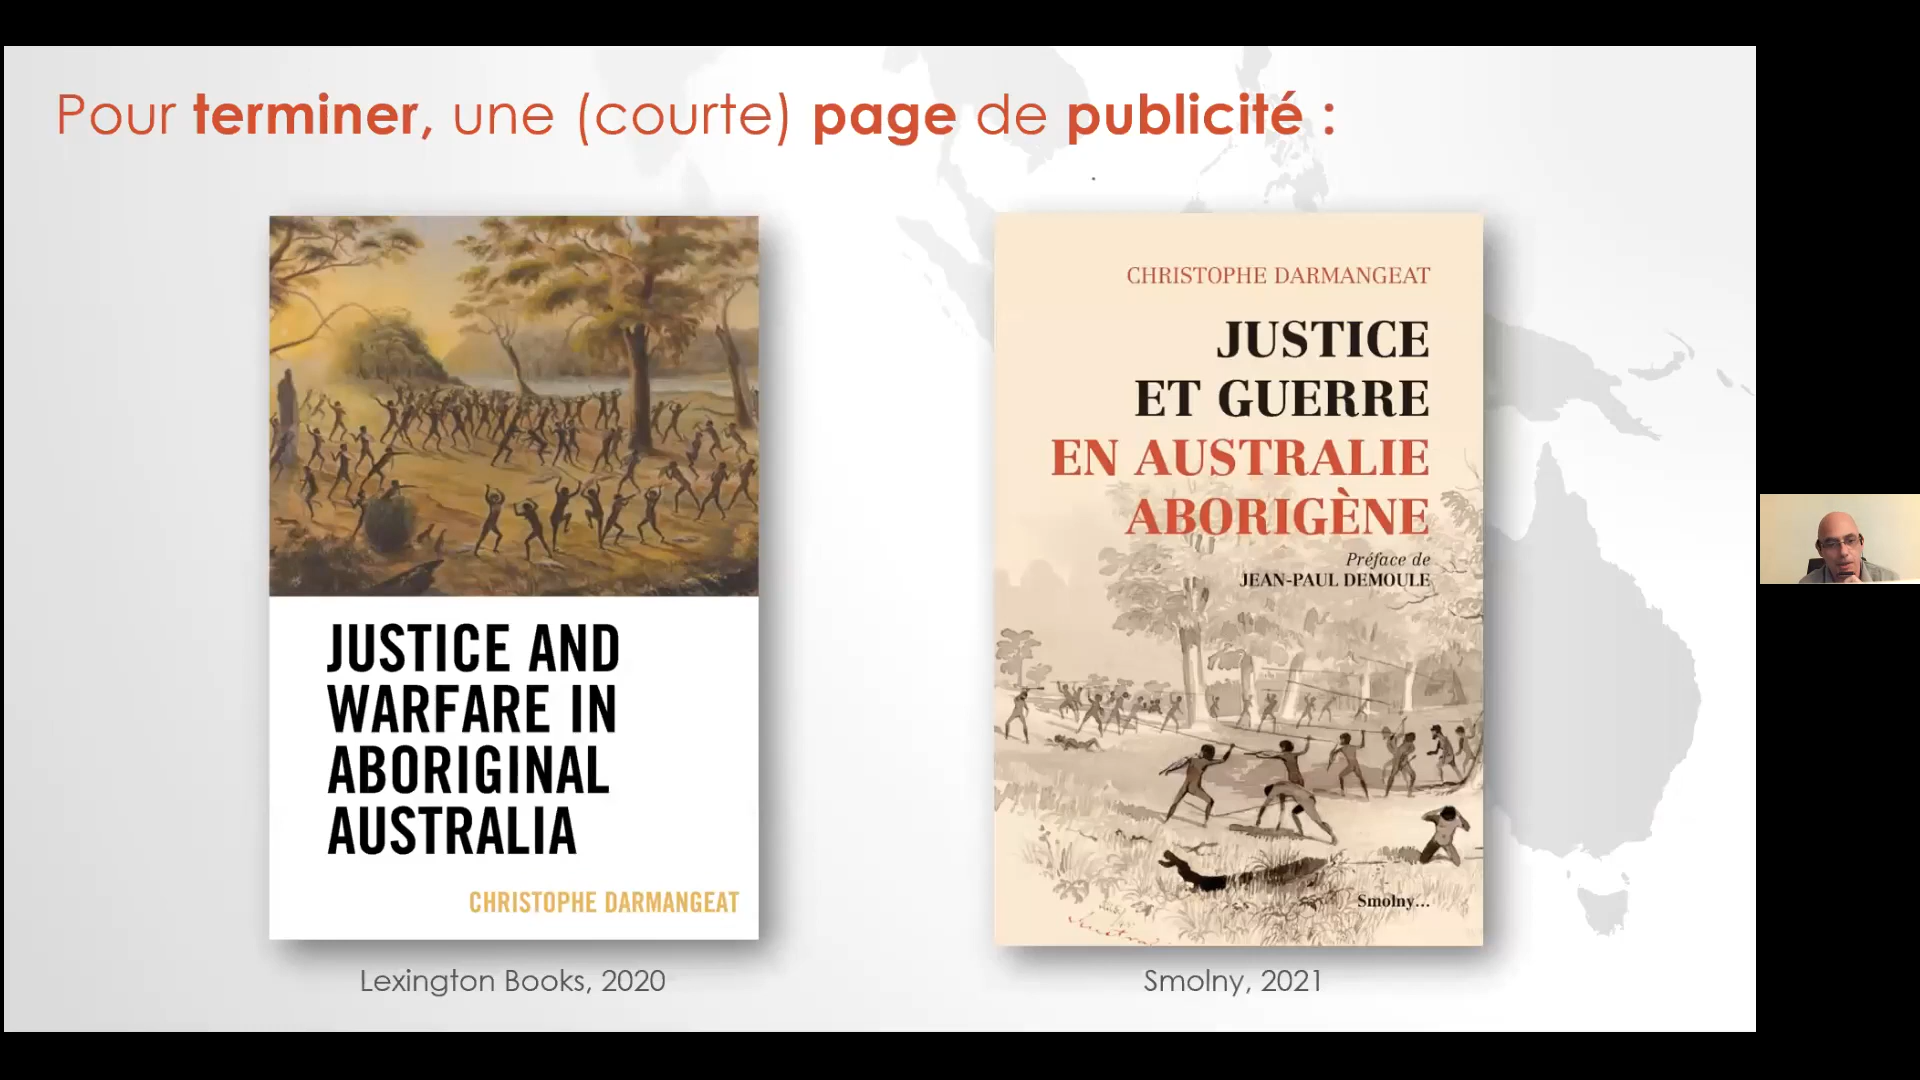 Pour terminer, une (courte) page de publicité :
JUSTICE AND
WARFARE IN
ABORIGINAL
AUSTRALIA
CHRISTOPHE DARMANGEAT
Lexington Books, 2020
CHRISTOPHE DARMANGEAT
JUSTICE
ET GUERRE
EN AUSTRALIE
ABORIGÈNE
Préface de
JEAN-PAUL DEMOULE
Smolny...
Smolny, 2021